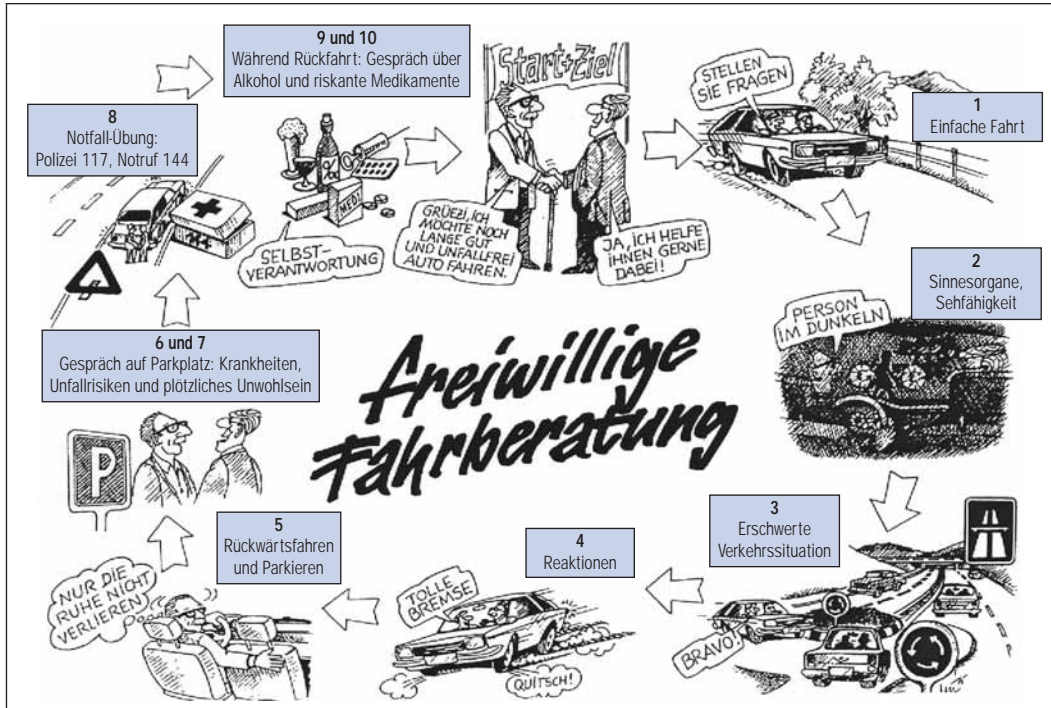 9 und 10
Während Rückfahrt: Gespräch über
Alkohol und riskante Medikamente
Start+Ziel
STELLEN
SIE FRAGEN
1
Einfache Fahrt
8
Notfall-Übung:
Polizei 117, Notruf 144
MEDI
SELBST-
VERANTWORTUNG
GRÜEZI, ICH
MÖCHTE NOCH
LANGE GUT
UND UNFALLFREI
AUTO FAHREN.
JA, ICH HELFE
IHNEN GERNE
DABEI!
2
Sinnesorgane,
Sehfähigkeit
PERSON
IM DUNKELN
6 und 7
Gespräch auf Parkplatz: Krankheiten,
Unfallrisiken und plötzliches Unwohlsein
freiwillige
Fahrberatung
P
5
Rückwärtsfahren
und Parkieren
4
Reaktionen
3
Erschwerte
Verkehrssituation
NUR DIE
RUHE NICHT
VERLIEREN
TOLLE
BREMSE
QUITSCH!
BRAVO!